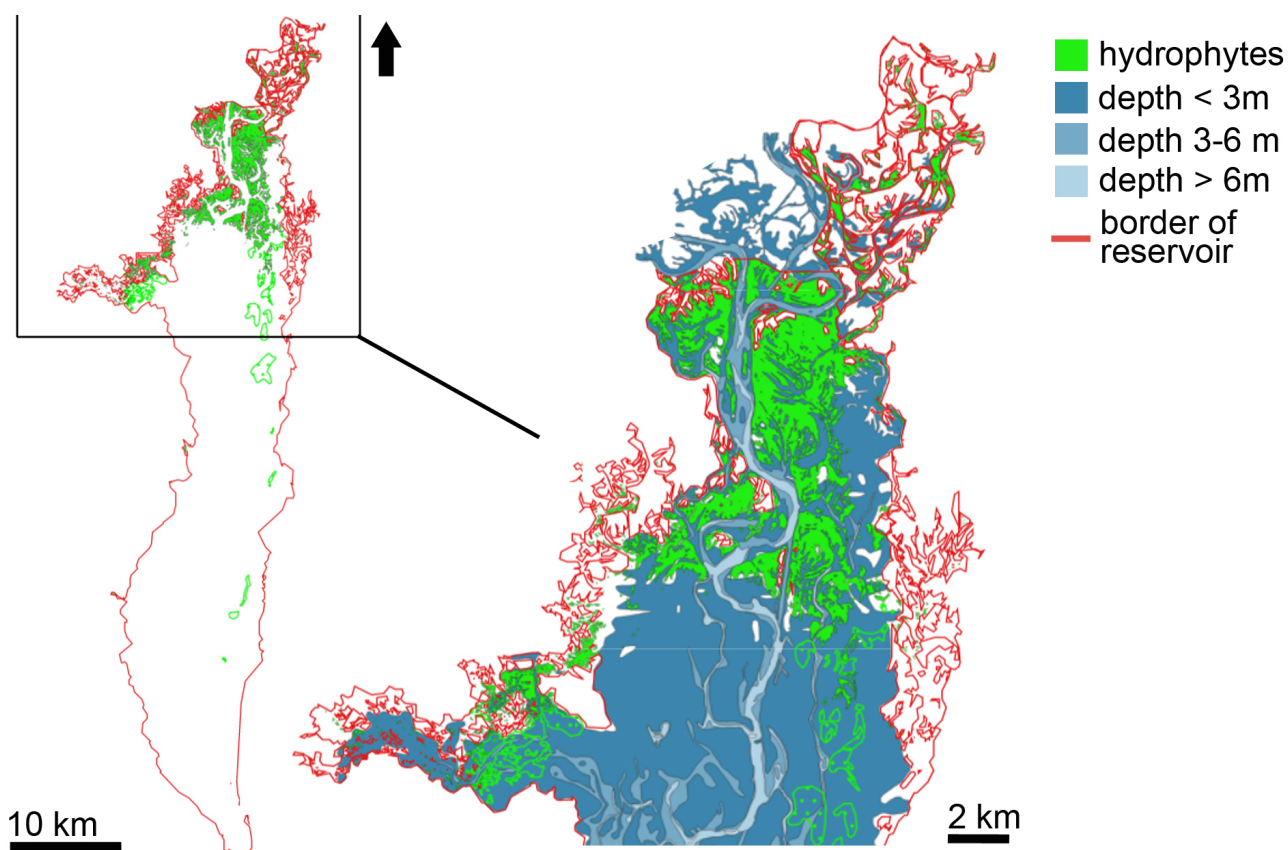 hydrophytes
depth < 3m
depth 3-6 m
depth > 6m
border of
reservoir
10 km
2 km